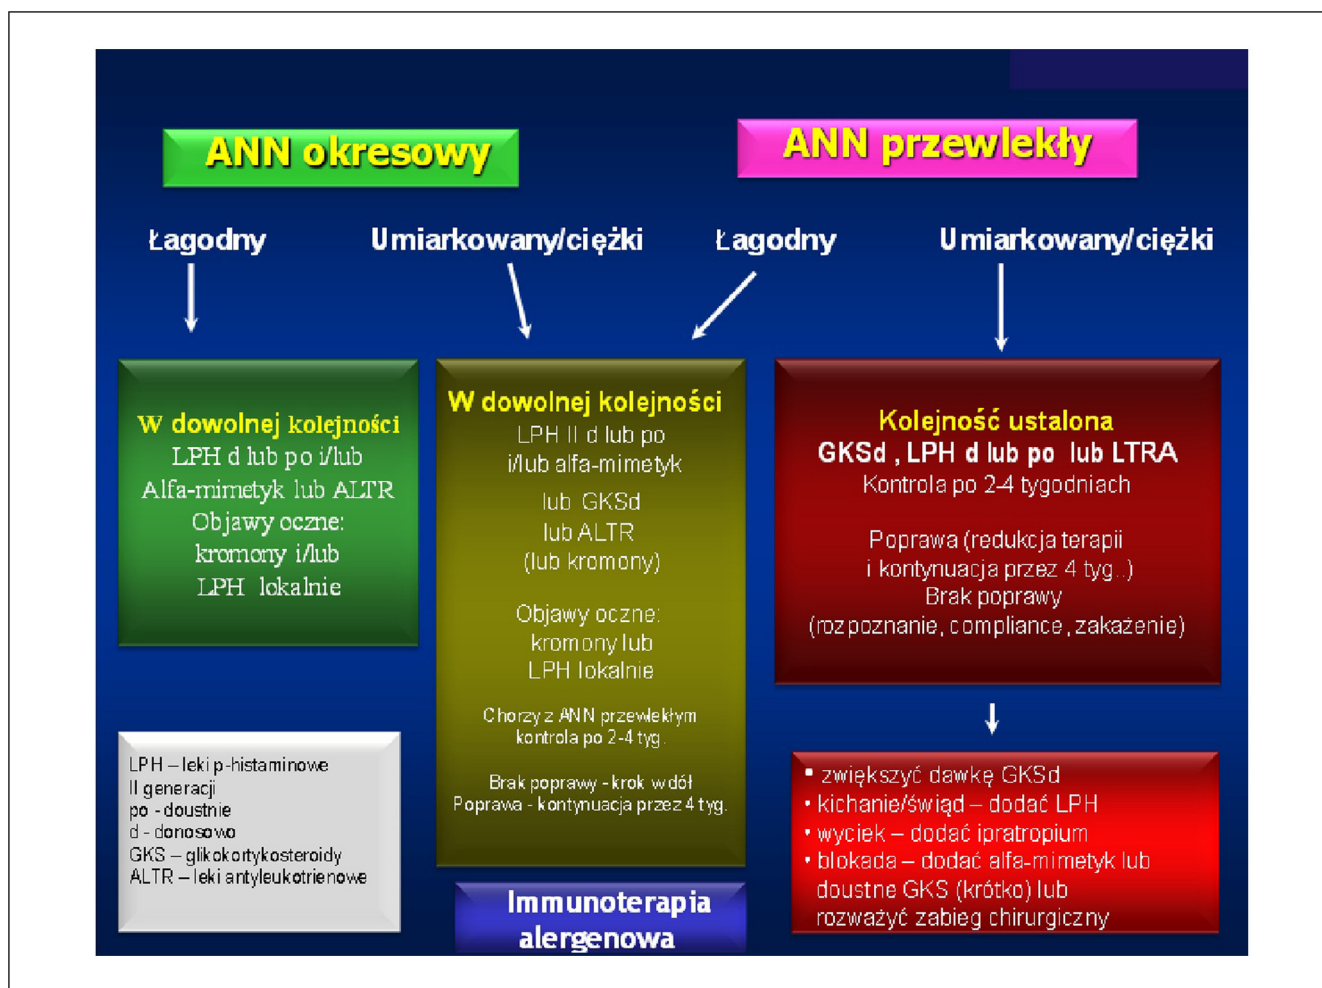 ANN okresowy
ANN przewlekły
Łagodny
Umiarkowany/ciężki
Łagodny
Umiarkowany/ciężki
W dowolnej kolejności
LPH d lub po i/lub
Alfa-mimetyk lub ALTR
Objawy oczne:
kromony i/lub
LPH lokalnie
W dowolnej kolejności
LPH II d lub po
i/lub alfa-mimetyk
lub GKSd
lub ALTR
(lub kromony)
Objawy oczne:
kromony lub
LPH lokalnie
Chorzy z ANN przewlekłym
kontrola po 2-4 tyg.
Brak poprawy - krok w dół
Poprawa - kontynuacja przez 4 tyg.
Kolejność ustalona
GKSd , LPH d lub po lub LTRA
Kontrola po 2-4 tygodniach
Poprawa (redukcja terapii
i kontynuacja przez 4 tyg..)
Brak poprawy
(rozpoznanie, compliance, zakażenie)
LPH – leki p-histaminowe
II generacji
po - doustnie
d - donosowo
GKS – glikokortykosteroidy
ALTR – leki antyleukotrienowe
▪ zwiększyć dawkę GKSd
• kichanie/świąd – dodać LPH
• wyciek – dodać ipratropium
• blokada – dodać alfa-mimetyk lub
doustne GKS (krótko) lub
rozważyć zabieg chirurgiczny
Immunoterapia
alergenowa